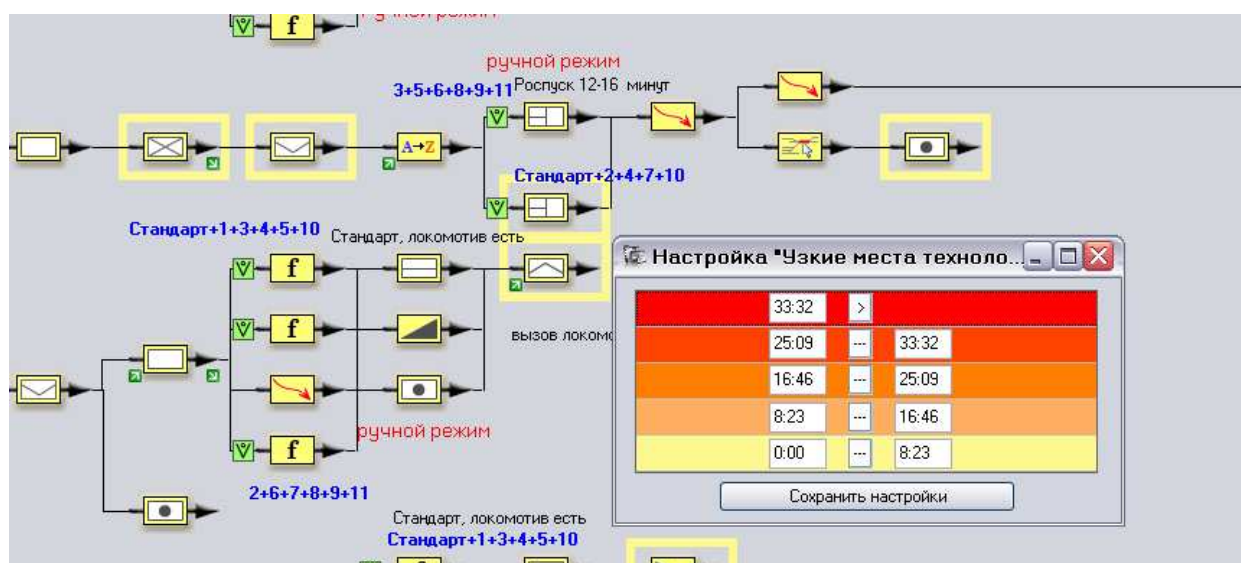 ручной режим
f
ручной режим
Роспуск 12-16 минут
3+5+6+8+9+11
A→Z
Стандарт+2+4+7+10
Стандарт+1+3+4+5+10
Стандарт, локомотив есть
f
f
вызов локомо
ручной режим
f
2+6+7+8+9+11
Стандарт, локомотив есть
Стандарт+1+3+4+5+10
Настройка "Узкие места техноло...
33:32 >
25:09 --- 33:32
16:46 --- 25:09
8:23 --- 16:46
0:00 --- 8:23
Сохранить настройки